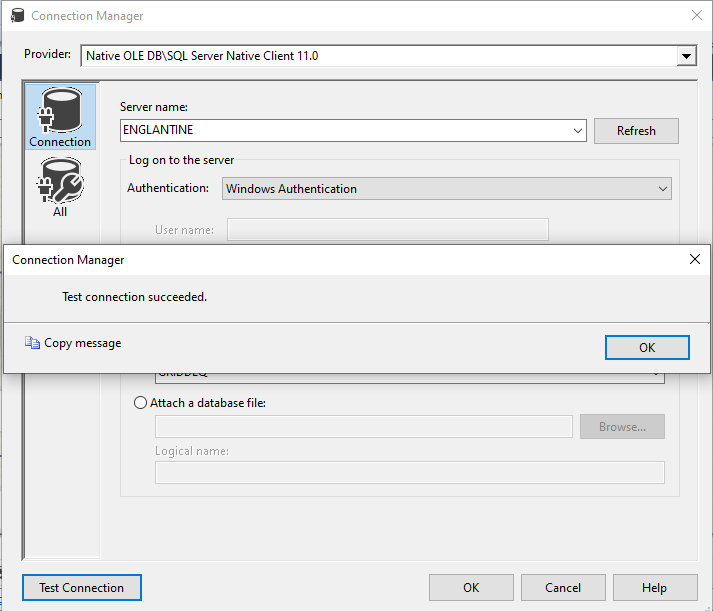 Connection Manager
Provider: Native OLE DB\SQL Server Native Client 11.0
Connection
All
Server name:
ENGLANTINE Refresh
Log on to the server
Authentication: Windows Authentication
User name:
Connection Manager
Test connection succeeded.
Copy message OK
Attach a database file:
Browse...
Logical name:
Test Connection OK Cancel Help